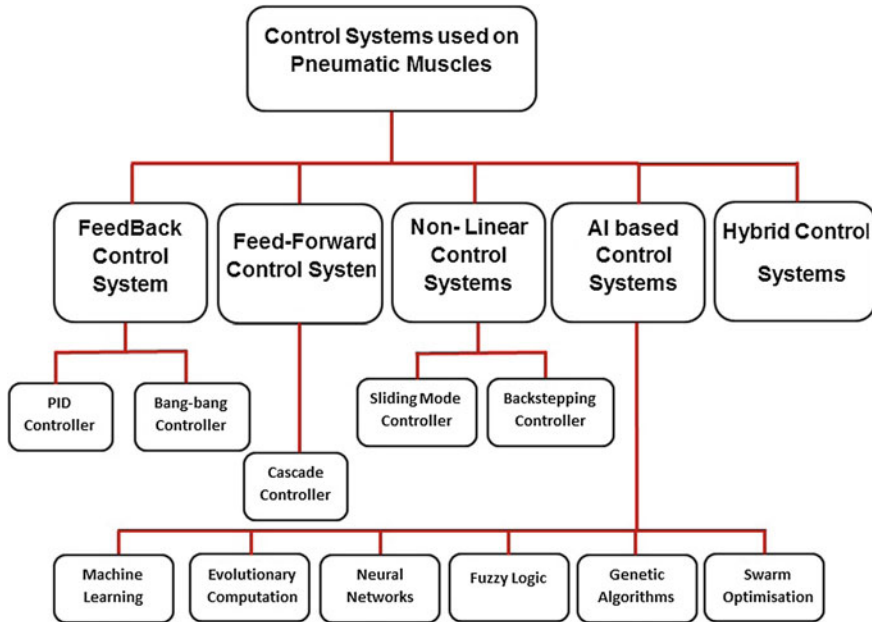 Control Systems used on
Pneumatic Muscles
FeedBack
Control
System
Feed-Forward
Control System
Non- Linear
Control
Systems
AI based
Control
Systems
Hybrid Control
Systems
PID
Controller
Bang-bang
Controller
Sliding Mode
Controller
Backstepping
Controller
Cascade
Controller
Machine
Learning
Evolutionary
Computation
Neural
Networks
Fuzzy Logic
Genetic
Algorithms
Swarm
Optimisation